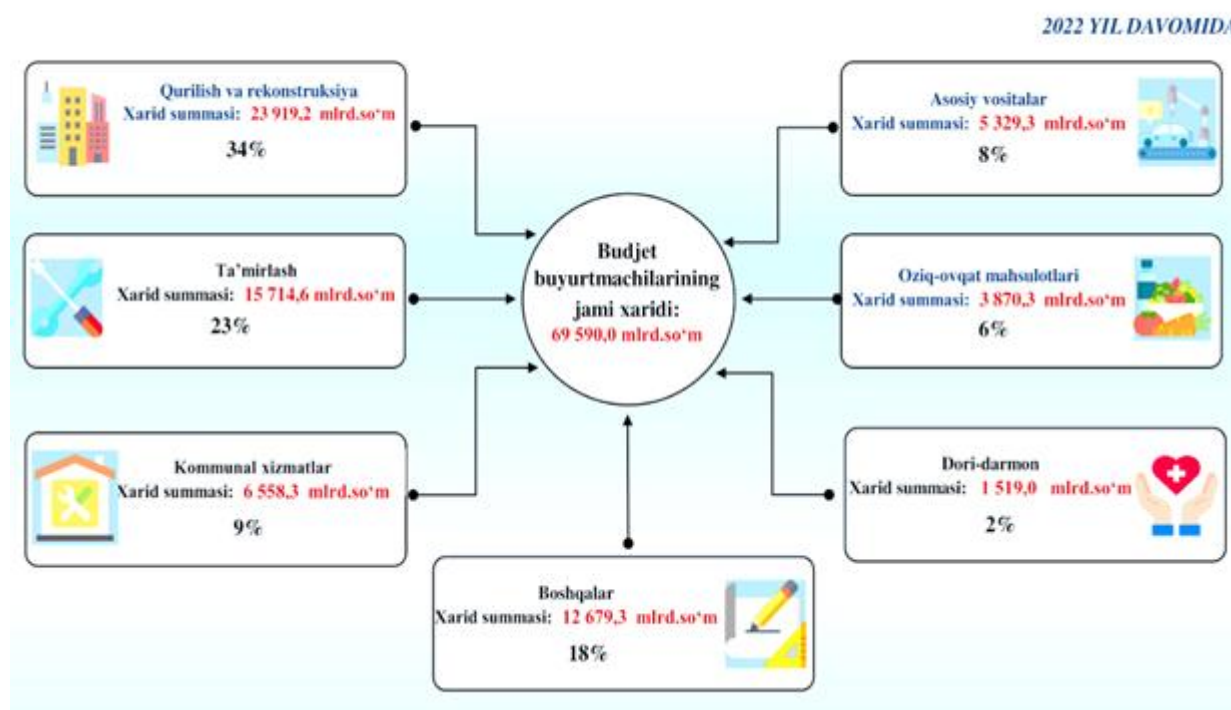 2022 YIL DAVOMIDA
Qurilish va rekonstruksiya
Xarid summasi: 23 919,2 mlrd.so‘m
34%
Ta’mirlash
Xarid summasi: 15 714,6 mlrd.so‘m
23%
Kommunal xizmatlar
Xarid summasi: 6 558,3 mlrd.so‘m
9%
Budjet
buyurtmachilarining
jami xaridi:
69 590,0 mlrd.so‘m
Asosiy vositalar
Xarid summasi: 5 329,3 mlrd.so‘m
8%
Oziq-ovqat mahsulotlari
Xarid summasi: 3 870,3 mlrd.so‘m
6%
Dori-darmon
Xarid summasi: 1 519,0 mlrd.so‘m
2%
Boshqalar
Xarid summasi: 12 679,3 mlrd.so‘m
18%